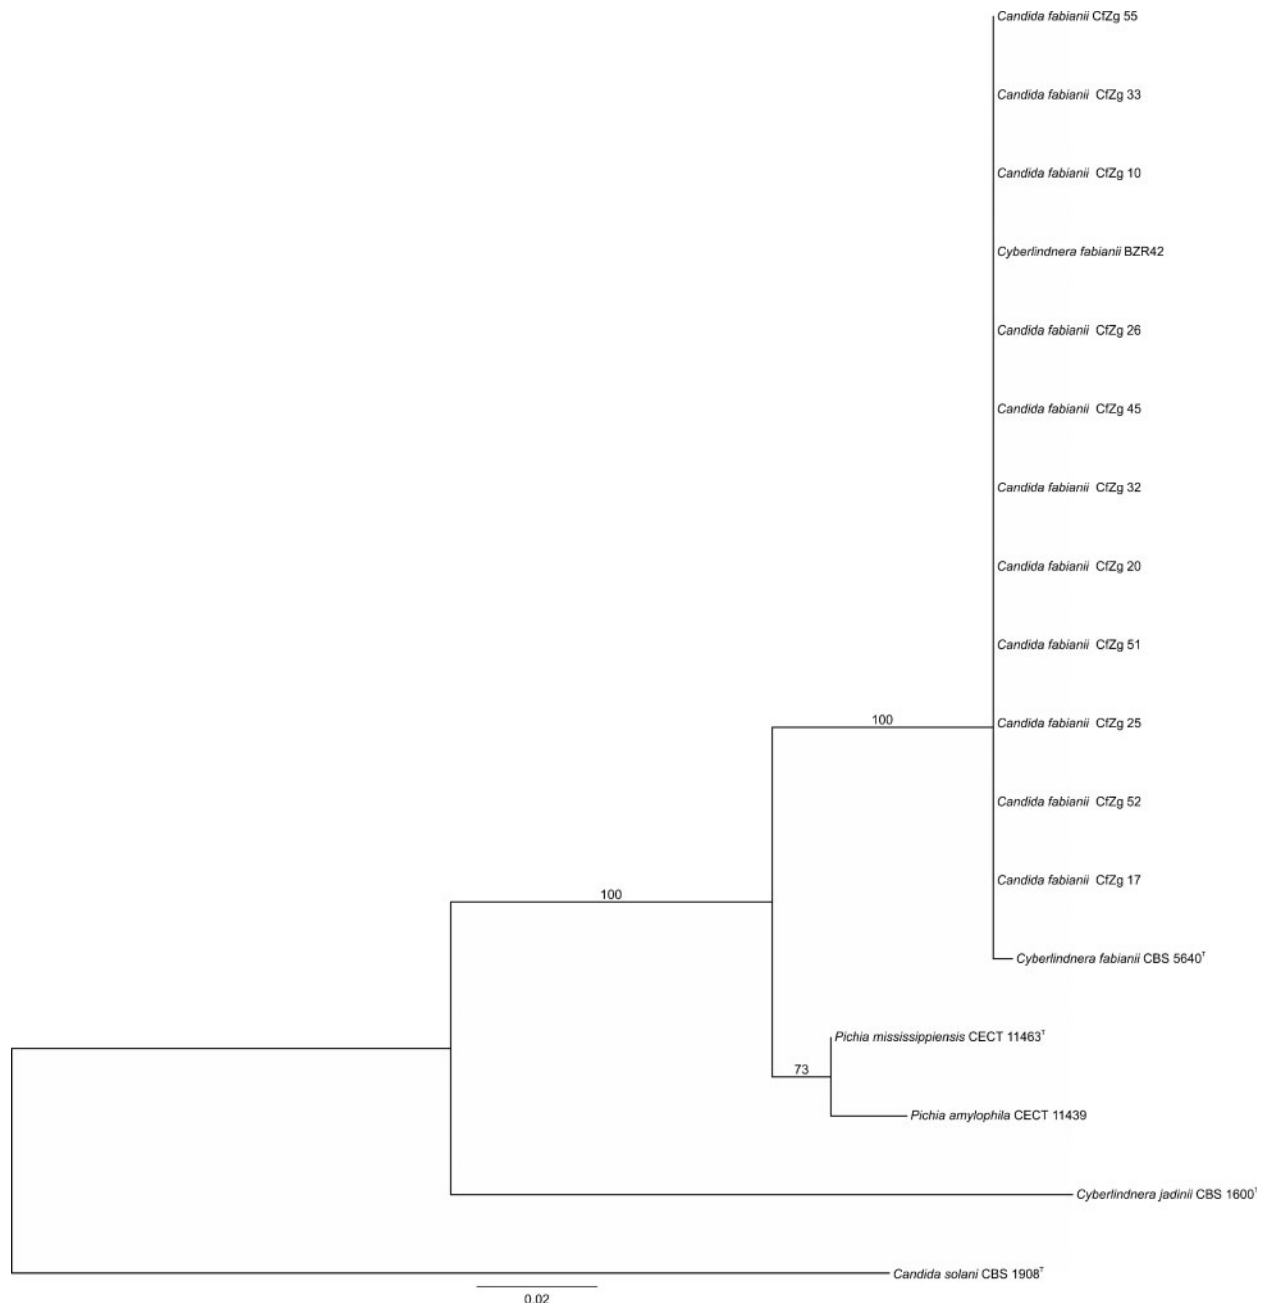 Candida fabianii CfZg 55
Candida fabianii CfZg 33
Candida fabianii CfZg 10
Cyberlindnera fabianii BZR42
Candida fabianii CfZg 26
Candida fabianii CfZg 45
Candida fabianii CfZg 32
Candida fabianii CfZg 20
Candida fabianii CfZg 51
100
Candida fabianii CfZg 25
Candida fabianii CfZg 52
Candida fabianii CfZg 17
100
Cyberlindnera fabianii CBS 5640ᵀ
Pichia mississippiensis CECT 11463ᵀ
73
Pichia amylophila CECT 11439
Cyberlindnera jadinii CBS 1600ᵀ
Candida solani CBS 1908ᵀ
0.02